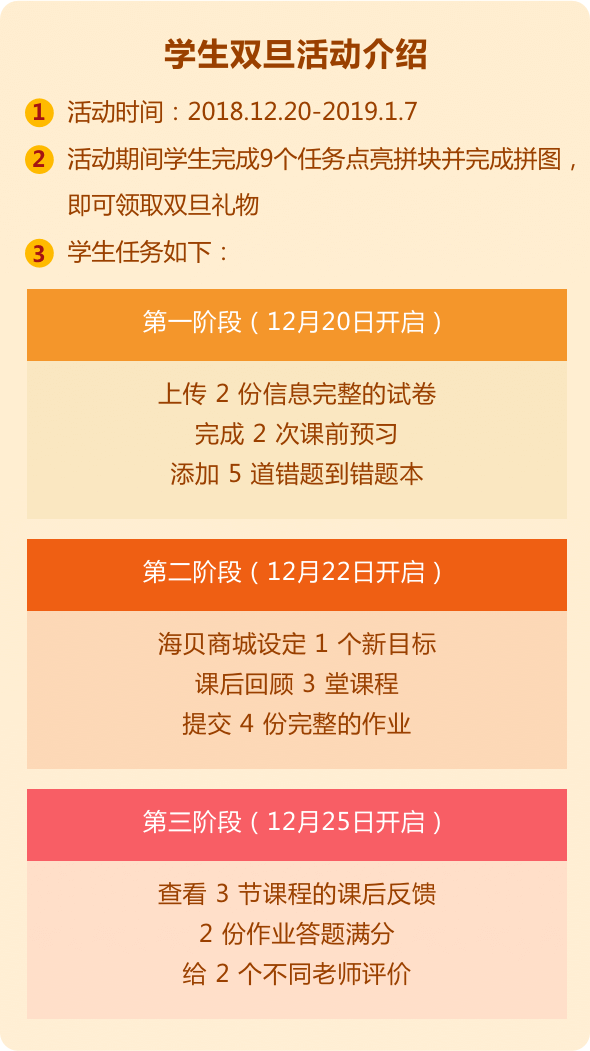 学生双旦活动介绍
1 活动时间：2018.12.20-2019.1.7
2 活动期间学生完成9个任务点亮拼块并完成拼图，
即可领取双旦礼物
3 学生任务如下：
第一阶段（12月20日开启）
上传 2 份信息完整的试卷
完成 2 次课前预习
添加 5 道错题到错题本
第二阶段（12月22日开启）
海贝商城设定 1 个新目标
课后回顾 3 堂课程
提交 4 份完整的作业
第三阶段（12月25日开启）
查看 3 节课程的课后反馈
2 份作业答题满分
给 2 个不同老师评价